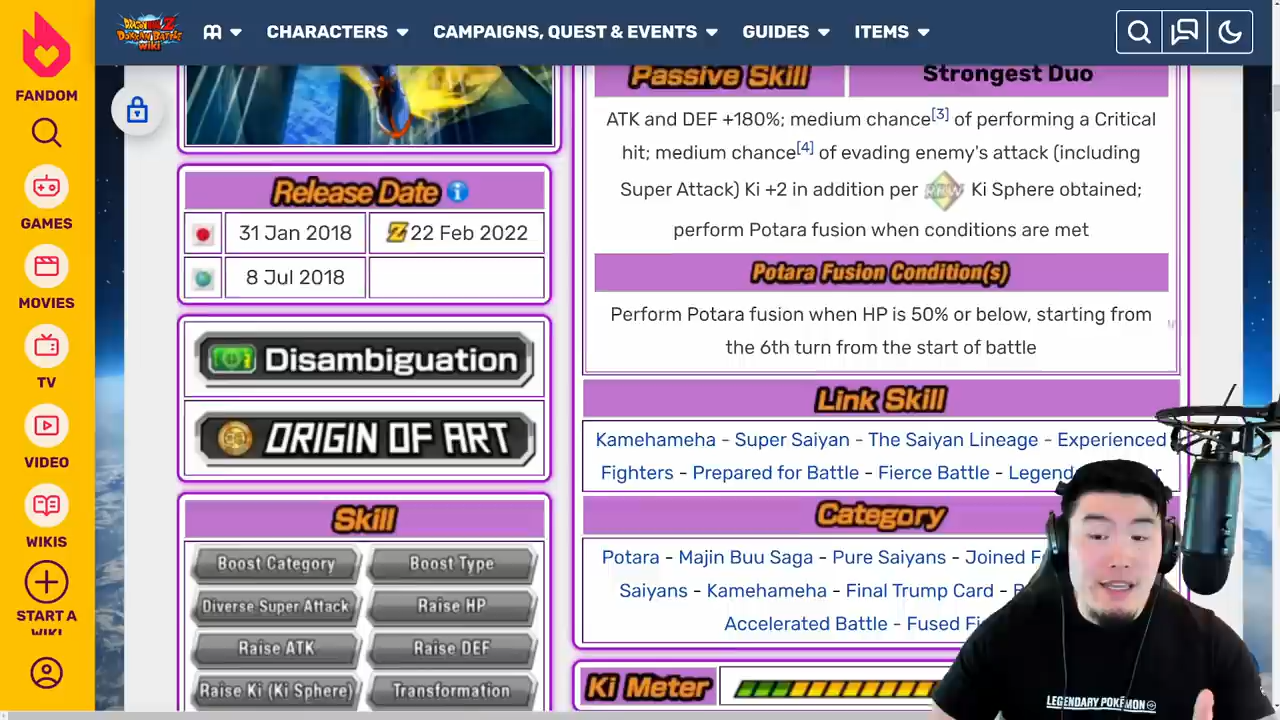 FANDOM
GAMES
MOVIES
TV
VIDEO
WIKIS
START A
DRAGON BALL Z
DOKKAN BATTLE
WIKI
CHARACTERS
CAMPAIGNS, QUEST & EVENTS
GUIDES
ITEMS
Release Date
31 Jan 2018
22 Feb 2022
8 Jul 2018
Disambiguation
ORIGIN OF ART
Skill
Boost Category
Boost Type
Diverse Super Attack
Raise HP
Raise ATK
Raise DEF
Raise Ki (Ki Sphere)
Transformation
Passive Skill
Strongest Duo
ATK and DEF +180%; medium chance[3] of performing a Critical
hit; medium chance[4] of evading enemy's attack (including
Super Attack) Ki +2 in addition per RBW Ki Sphere obtained;
perform Potara fusion when conditions are met
Potara Fusion Condition(s)
Perform Potara fusion when HP is 50% or below, starting from
the 6th turn from the start of battle
Link Skill
Kamehameha - Super Saiyan - The Saiyan Lineage - Experienced
Fighters - Prepared for Battle - Fierce Battle -
Category
Potara - Majin Buu Saga - Pure Saiyans - Joined
Saiyans - Kamehameha - Final Trump Card -
Accelerated Battle - Fused
Ki Meter
LEGENDARY POKÉMON